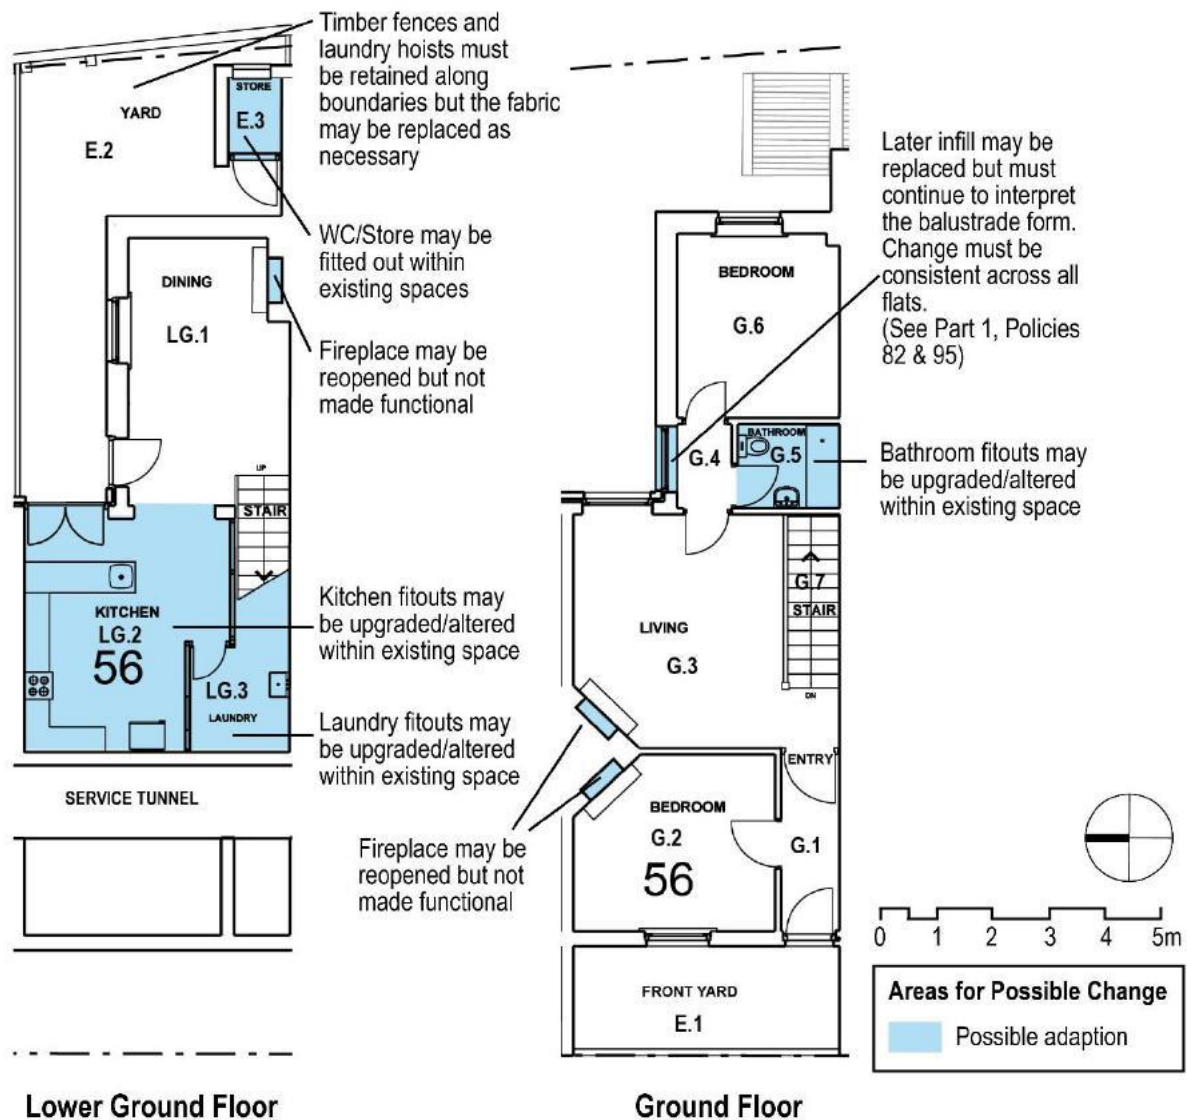 Timber fences and
laundry hoists must
be retained along
boundaries but the fabric
may be replaced as
necessary
YARD
E.2
STORE
E.3
WC/Store may be
fitted out within
existing spaces
DINING
LG.1
Fireplace may be
reopened but not
made functional
UP
STAIR
KITCHEN
LG.2
56
Kitchen fitouts may
be upgraded/altered
within existing space
LG.3
LAUNDRY
Laundry fitouts may
be upgraded/altered
within existing space
SERVICE TUNNEL
Lower Ground Floor
Later infill may be
replaced but must
continue to interpret
the balustrade form.
Change must be
consistent across all
flats.
(See Part 1, Policies
82 & 95)
BEDROOM
G.6
G.4
BATHROOM
G.5
Bathroom fitouts may
be upgraded/altered
within existing space
G.7
STAIR
DN
LIVING
G.3
ENTRY
BEDROOM
G.2
56
G.1
Fireplace may be
reopened but not
made functional
FRONT YARD
E.1
Ground Floor
0 1 2 3 4 5m
Areas for Possible Change
Possible adaption